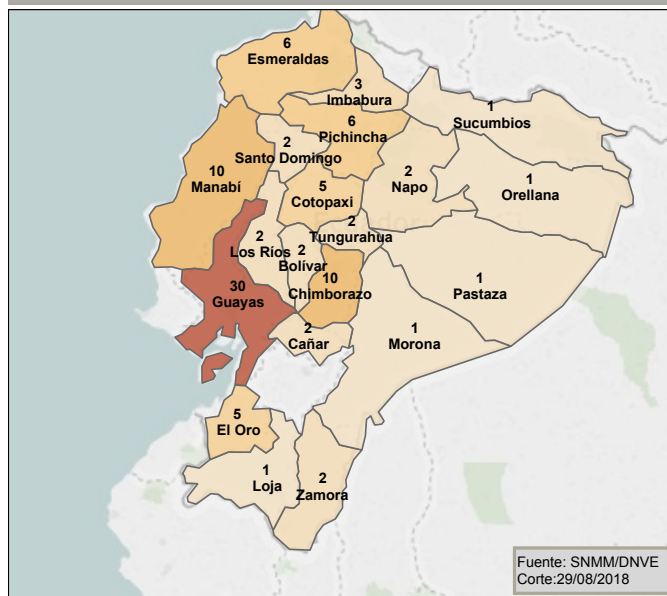 6
Esmeraldas
3
Imbabura
1
Sucumbios
6
Pichincha
2
Santo Domingo
10
Manabí
2
Napo
1
Orellana
5
Cotopaxi
2
Tungurahua
2
Los Ríos
2
Bolívar
10
Chimborazo
30
Guayas
1
Pastaza
2
Cañar
1
Morona
5
El Oro
1
Loja
2
Zamora
Fuente: SNMM/DNVE
Corte:29/08/2018